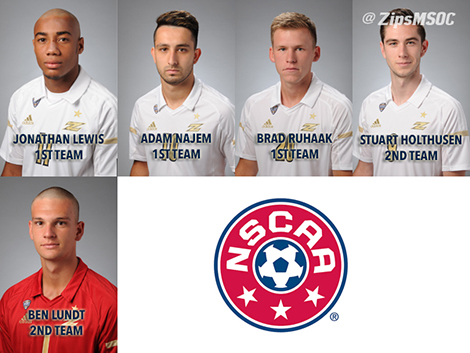 @ZipsMSOC
JONATHAN LEWIS
1ST TEAM
ADAM NAJEM
1ST TEAM
BRAD RUHAAK
1ST TEAM
STUART HOLTHUSEN
2ND TEAM
BEN LUNDT
2ND TEAM
NSCAA
®